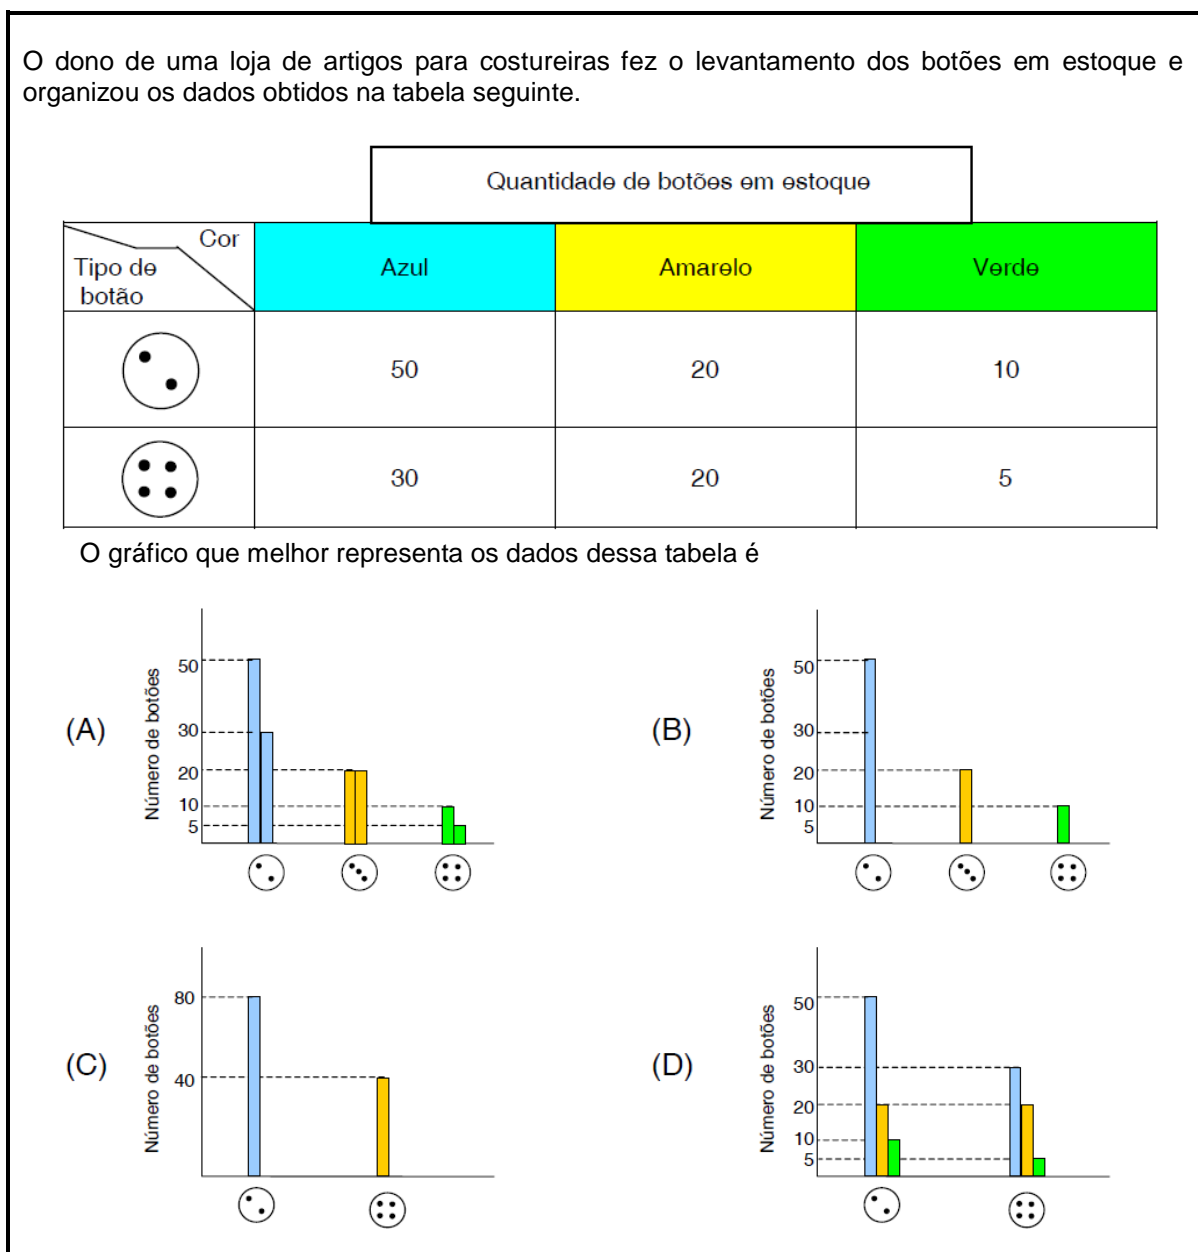 O dono de uma loja de artigos para costureiras fez o levantamento dos botões em estoque e
organizou os dados obtidos na tabela seguinte.
Quantidade de botões em estoque
Cor
Tipo de
botão
Azul
Amarelo
Verde
50
20
10
30
20
5
O gráfico que melhor representa os dados dessa tabela é
(A)
Número de botões
50
30
20
10
5
(B)
Número de botões
50
30
20
10
5
(C)
Número de botões
80
40
(D)
Número de botões
50
30
20
10
5